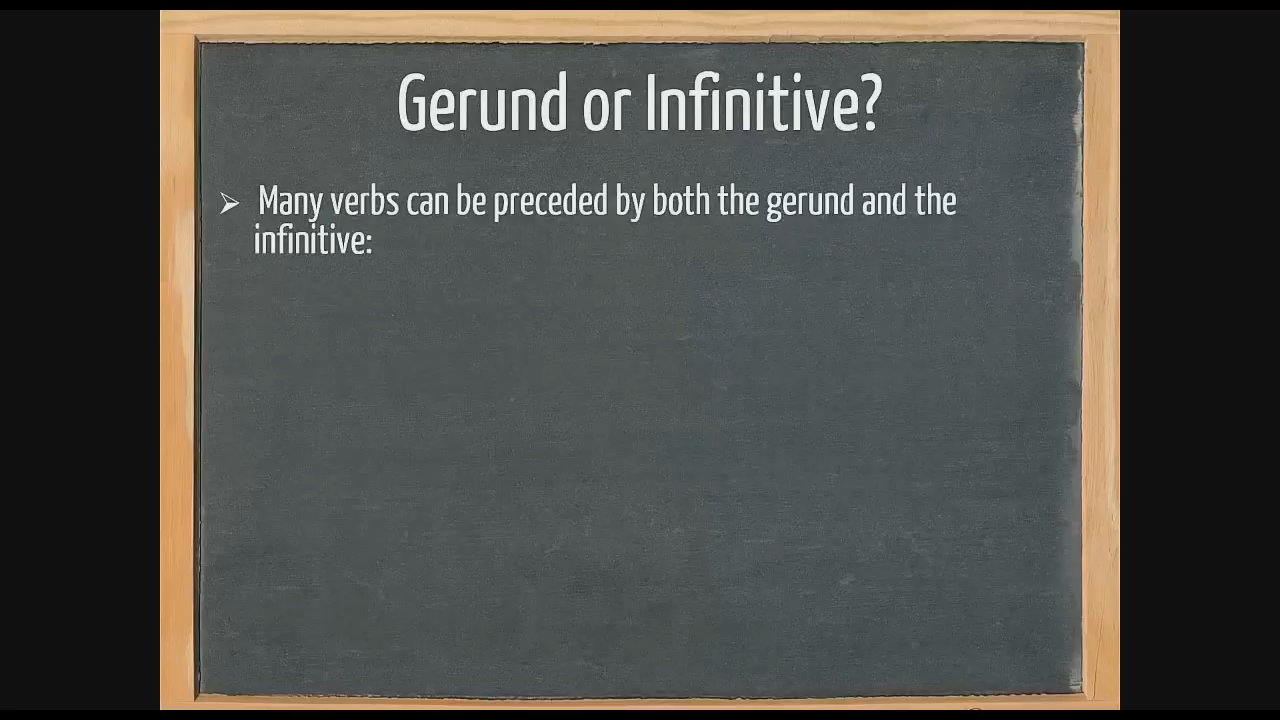 Gerund or Infinitive?
➢ Many verbs can be preceded by both the gerund and the
infinitive: